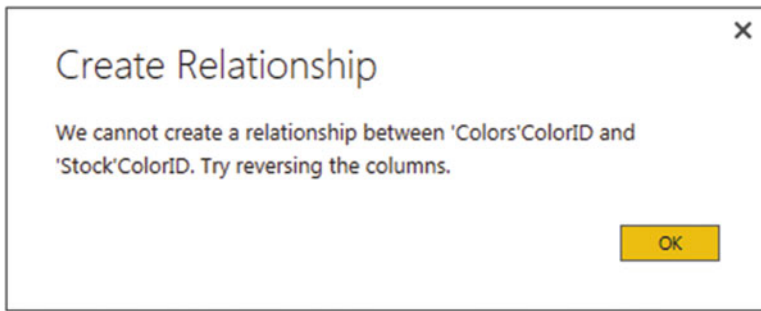 Create Relationship
We cannot create a relationship between 'Colors'ColorID and
'Stock'ColorID. Try reversing the columns.
OK